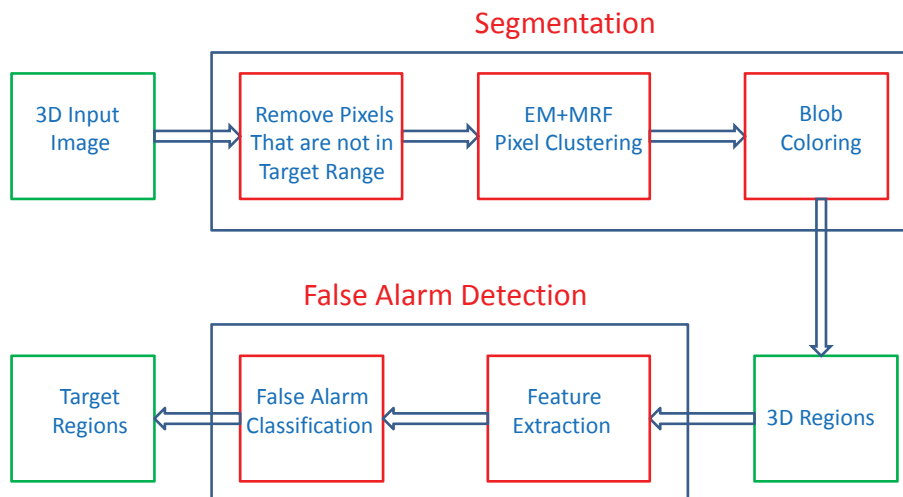 Segmentation
3D Input
Image
Remove Pixels
That are not in
Target Range
EM+MRF
Pixel Clustering
Blob
Coloring
False Alarm Detection
Target
Regions
False Alarm
Classification
Feature
Extraction
3D Regions